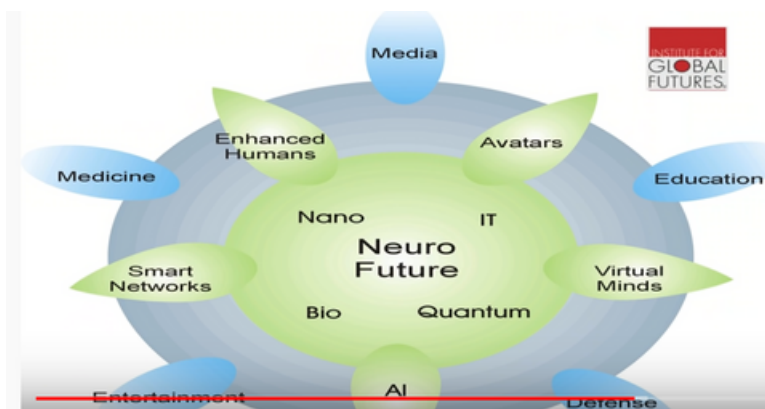 Media
INSTITUTE FOR
GLOBAL
FUTURES
Enhanced
Humans
Avatars
Medicine
Education
Nano
IT
Neuro
Future
Smart
Networks
Virtual
Minds
Bio
Quantum
AI
Entertainment
Defense